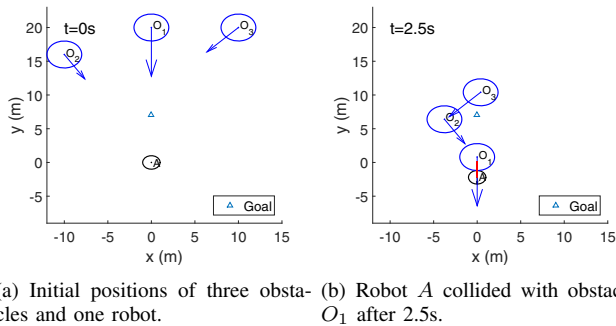 t=0s
O1
O3
O2
A
y (m)
20
15
10
5
0
-5
-10 -5 0 5 10 15
x (m)
Goal
t=2.5s
O3
O2
O1
A
y (m)
20
15
10
5
0
-5
-10 -5 0 5 10 15
x (m)
Goal
(a) Initial positions of three obsta-
cles and one robot.
(b) Robot A collided with obstac
O1 after 2.5s.